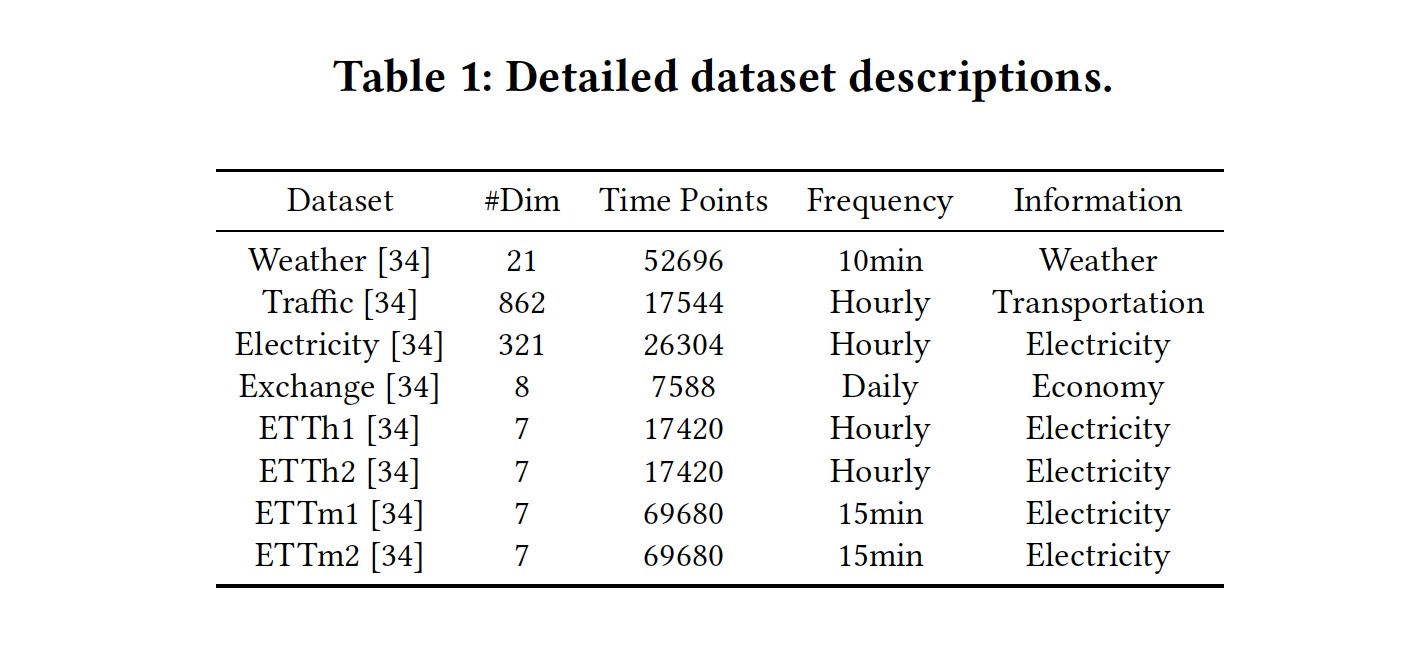 Table 1: Detailed dataset descriptions.
Dataset #Dim Time Points Frequency Information
Weather [34] 21 52696 10min Weather
Traffic [34] 862 17544 Hourly Transportation
Electricity [34] 321 26304 Hourly Electricity
Exchange [34] 8 7588 Daily Economy
ETTh1 [34] 7 17420 Hourly Electricity
ETTh2 [34] 7 17420 Hourly Electricity
ETTm1 [34] 7 69680 15min Electricity
ETTm2 [34] 7 69680 15min Electricity